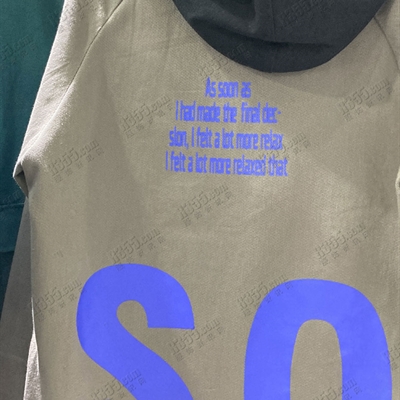 As soon as
I had made the final dec-
sion, I felt a lot more relax,
I felt a lot more relaxed that
SO